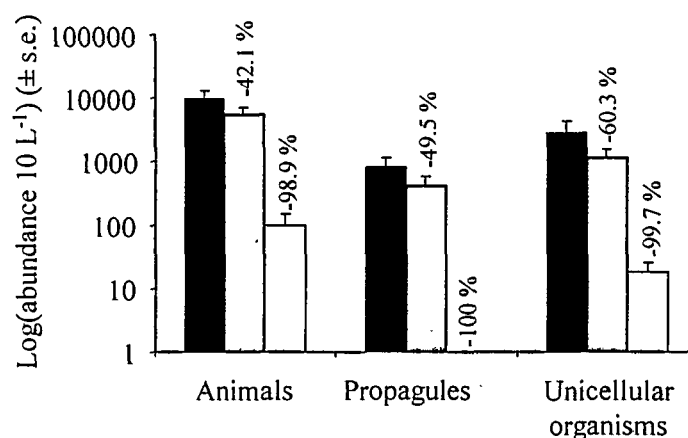 Log(abundance 10 L⁻¹) (± s.e.)
100000
10000
1000
100
10
1
-42.1 %
-98.9 %
-49.5 %
-100 %
-60.3 %
-99.7 %
Animals
Propagules
Unicellular
organisms